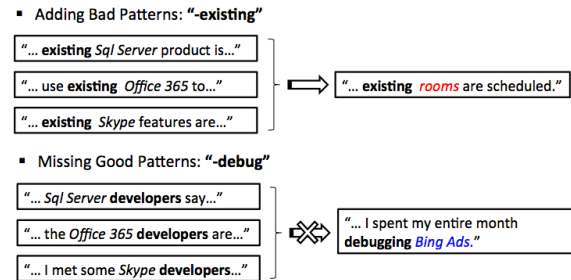 ▪ Adding Bad Patterns: “-existing”
“... existing Sql Server product is...”
“... use existing Office 365 to...”
“... existing Skype features are...”
“... existing rooms are scheduled.”
▪ Missing Good Patterns: “-debug”
“... Sql Server developers say...”
“... the Office 365 developers are...”
“... I met some Skype developers...”
“... I spent my entire month
debugging Bing Ads.”